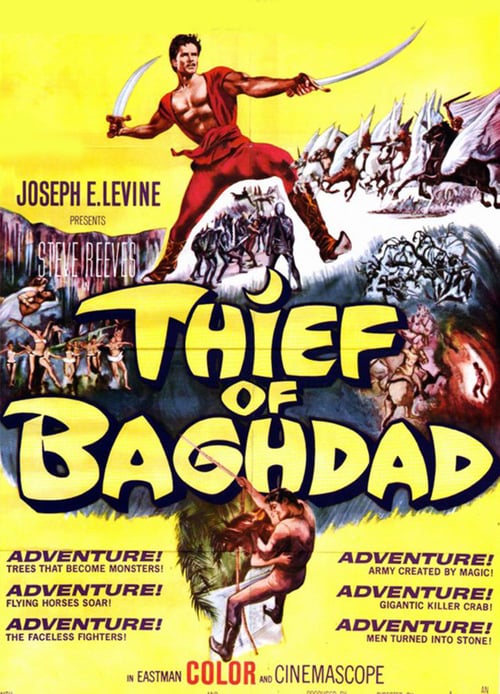 JOSEPH E. LEVINE
PRESENTS
STEVE REEVES
IN
THIEF
OF
BAGHDAD
ADVENTURE!
TREES THAT BECOME MONSTERS!
ADVENTURE!
FLYING HORSES SOAR!
ADVENTURE!
THE FACELESS FIGHTERS!
ADVENTURE!
ARMY CREATED BY MAGIC!
ADVENTURE!
GIGANTIC KILLER CRAB!
ADVENTURE!
MEN TURNED INTO STONE!
IN EASTMAN COLOR AND CINEMASCOPE